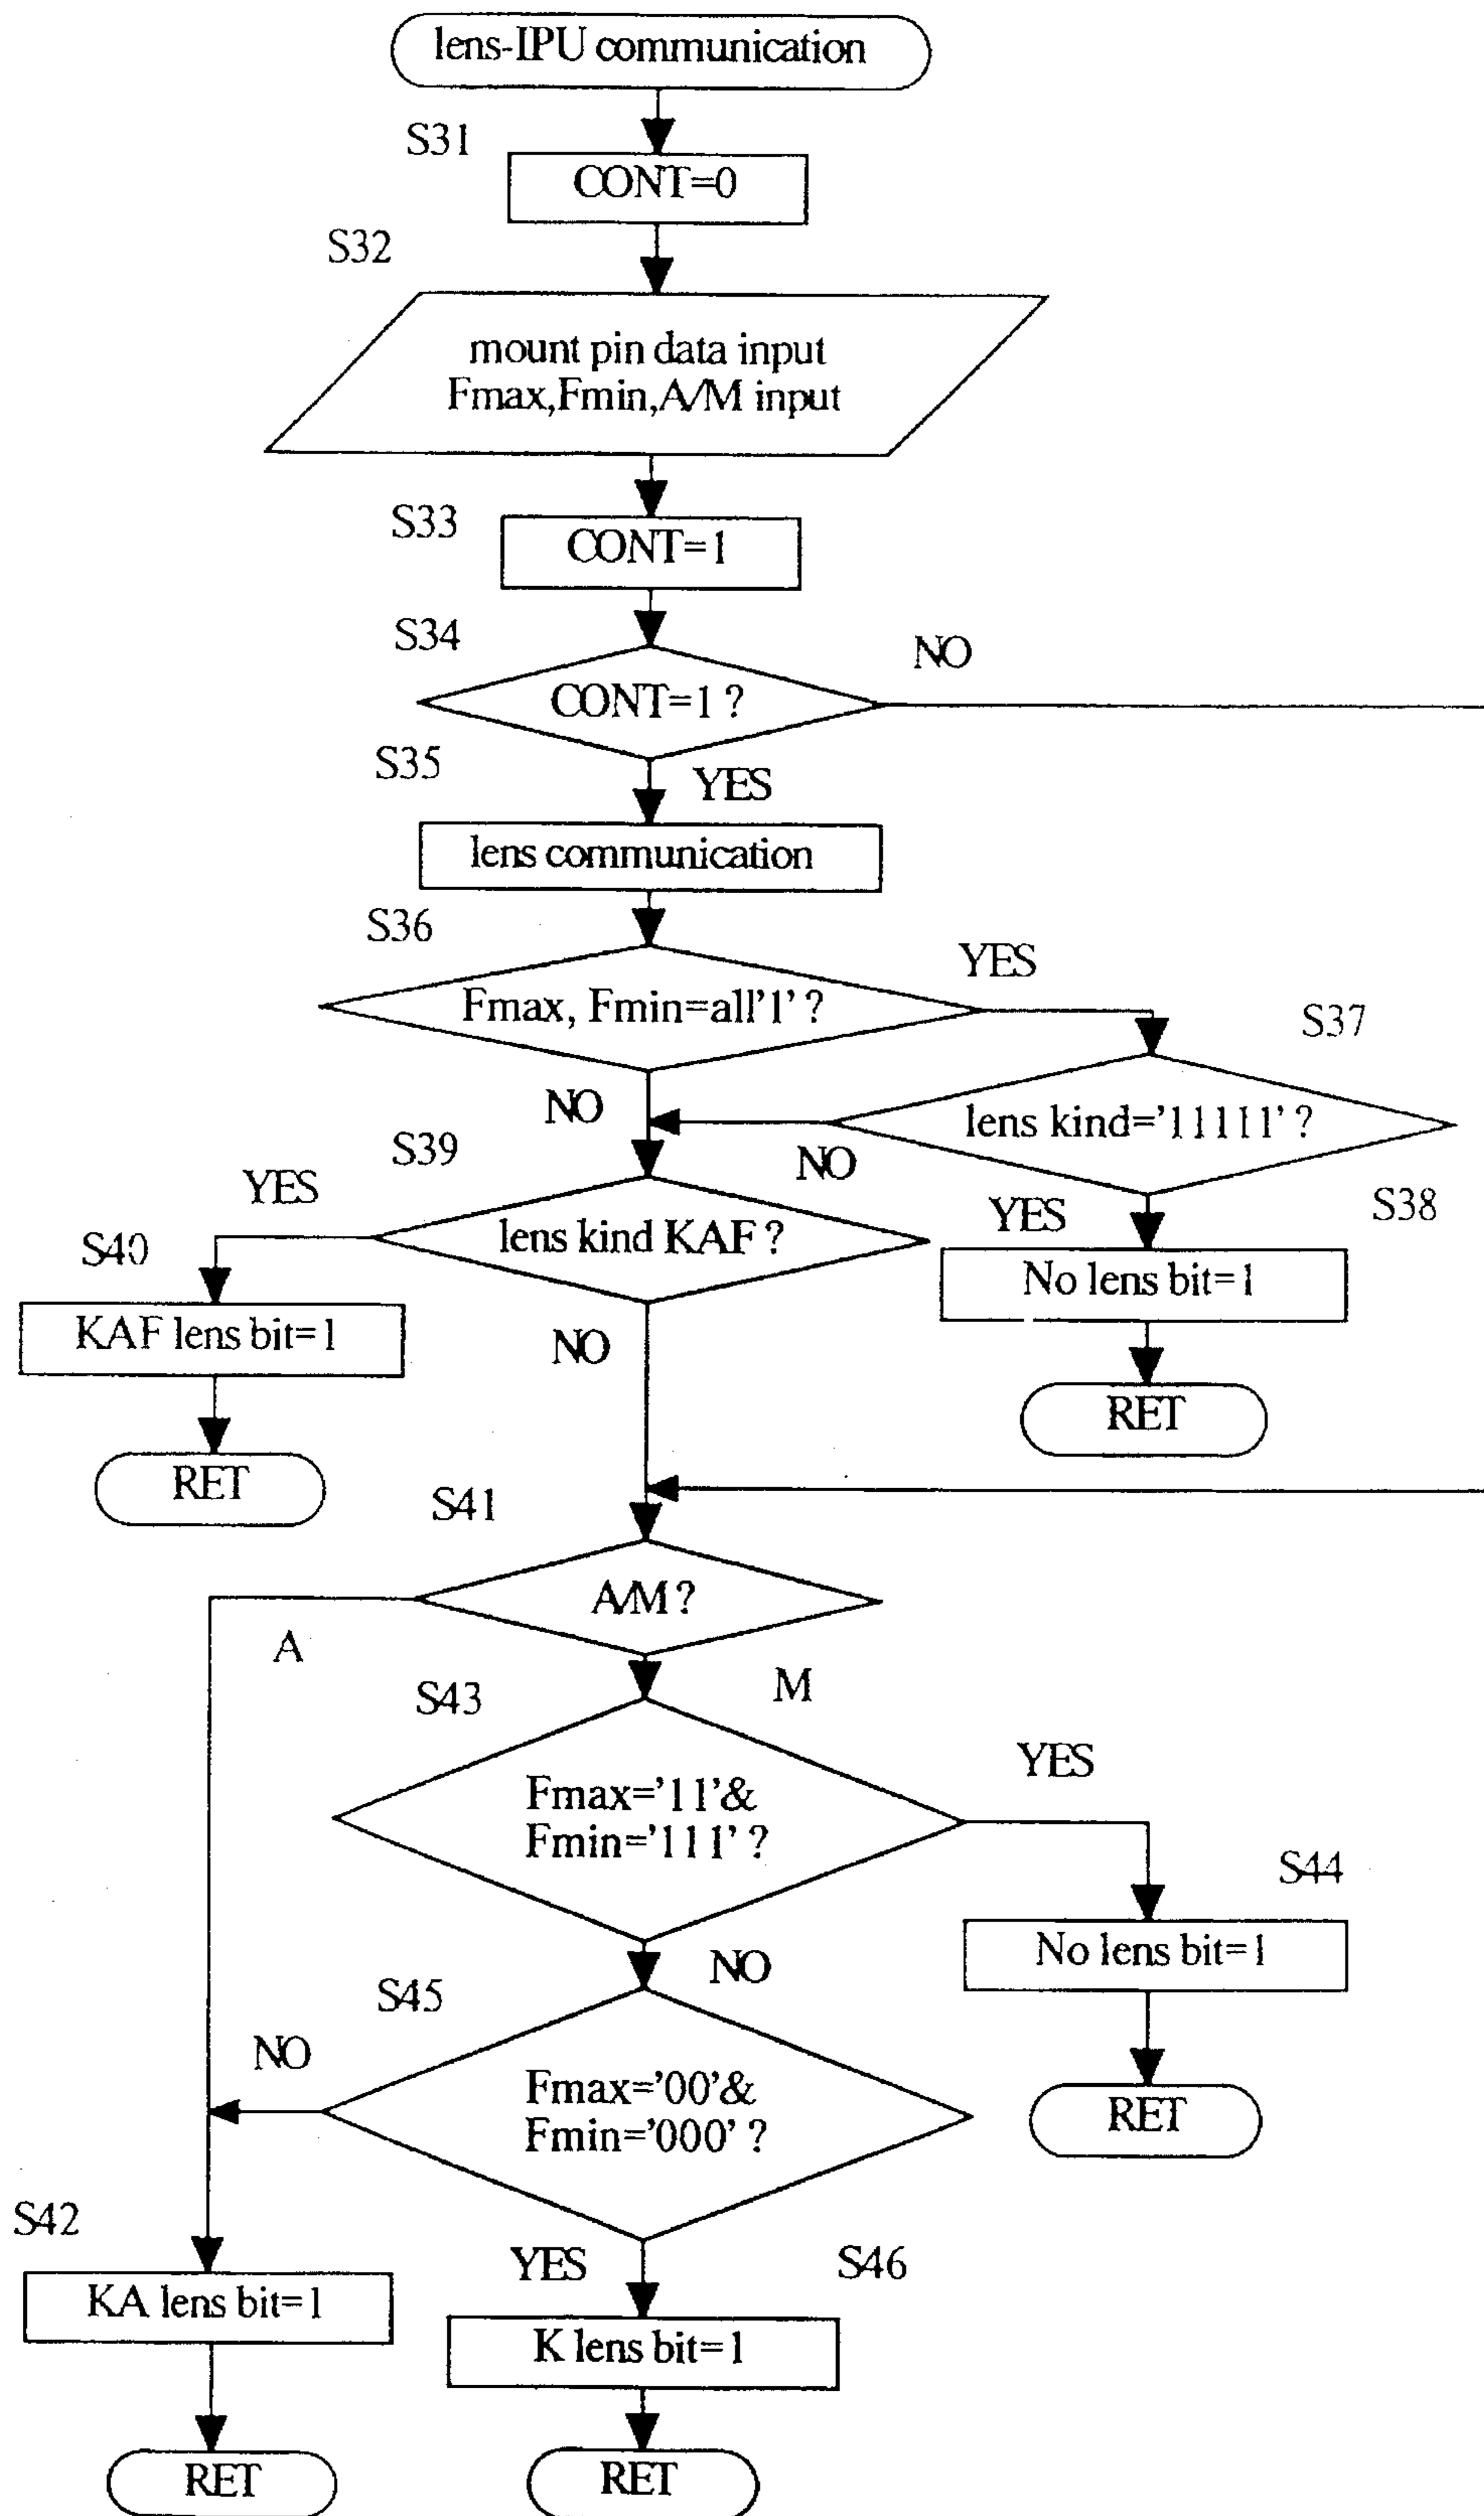 lens-IPU communication
S31
CONT=0
S32
mount pin data input
Fmax,Fmin,A/M input
S33
CONT=1
S34
NO
CONT=1 ?
S35
YES
lens communication
S36
YES
Fmax, Fmin=all'1' ?
S37
NO
lens kind='11111' ?
S39
NO
YES
YES
S38
S40
lens kind KAF ?
No lens bit=1
KAF lens bit=1
NO
RET
RET
S41
A/M ?
A
M
S43
YES
Fmax='11'&
Fmin='111' ?
S44
No lens bit=1
NO
S45
NO
Fmax='00'&
Fmin='000' ?
RET
S42
YES
S46
KA lens bit=1
K lens bit=1
RET
RET